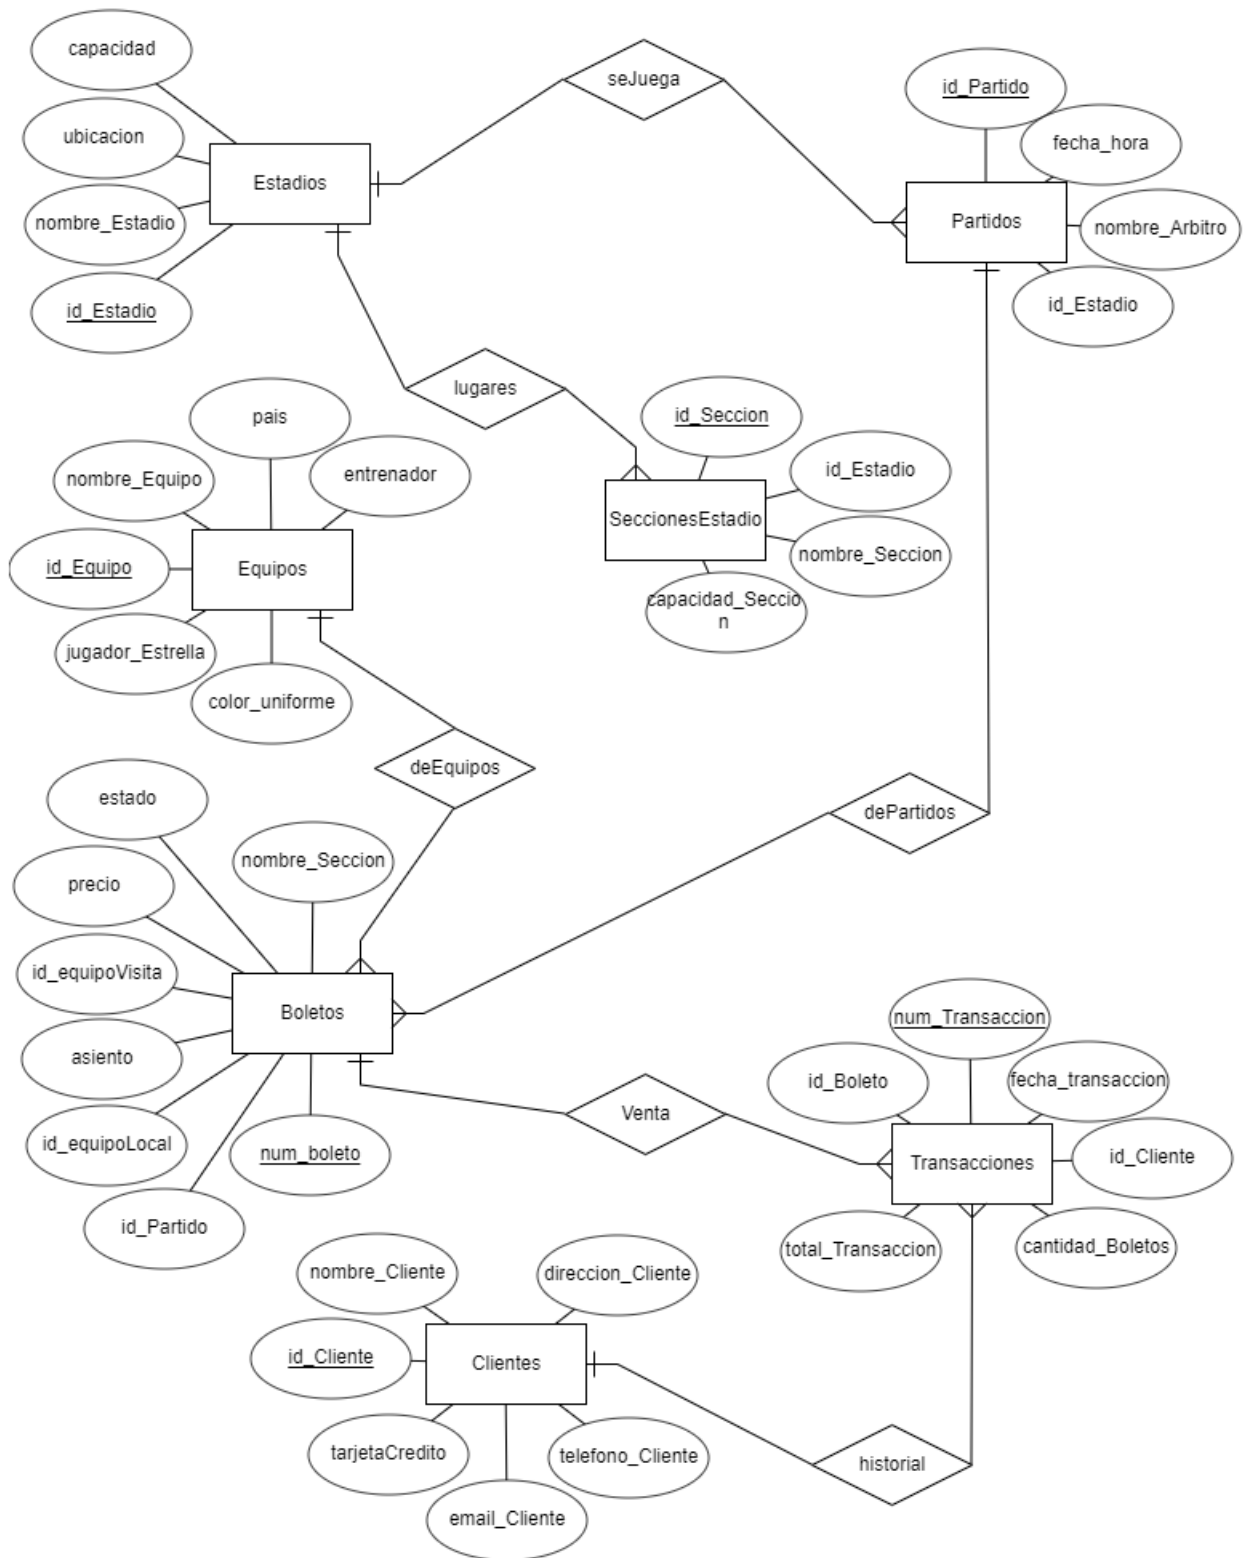 capacidad
seJuega
id_Partido
ubicacion
fecha_hora
Estadios
nombre_Estadio
Partidos
nombre_Arbitro
id_Estadio
id_Estadio
lugares
pais
id_Seccion
nombre_Equipo
entrenador
id_Estadio
SeccionesEstadio
nombre_Seccion
id_Equipo
Equipos
capacidad_Seccio
n
jugador_Estrella
color_uniforme
deEquipos
estado
dePartidos
nombre_Seccion
precio
id_equipoVisita
Boletos
num_Transaccion
asiento
id_Boleto
fecha_transaccion
Venta
id_equipoLocal
num_boleto
Transacciones
id_Cliente
id_Partido
total_Transaccion
cantidad_Boletos
nombre_Cliente
direccion_Cliente
id_Cliente
Clientes
tarjetaCredito
telefono_Cliente
historial
email_Cliente